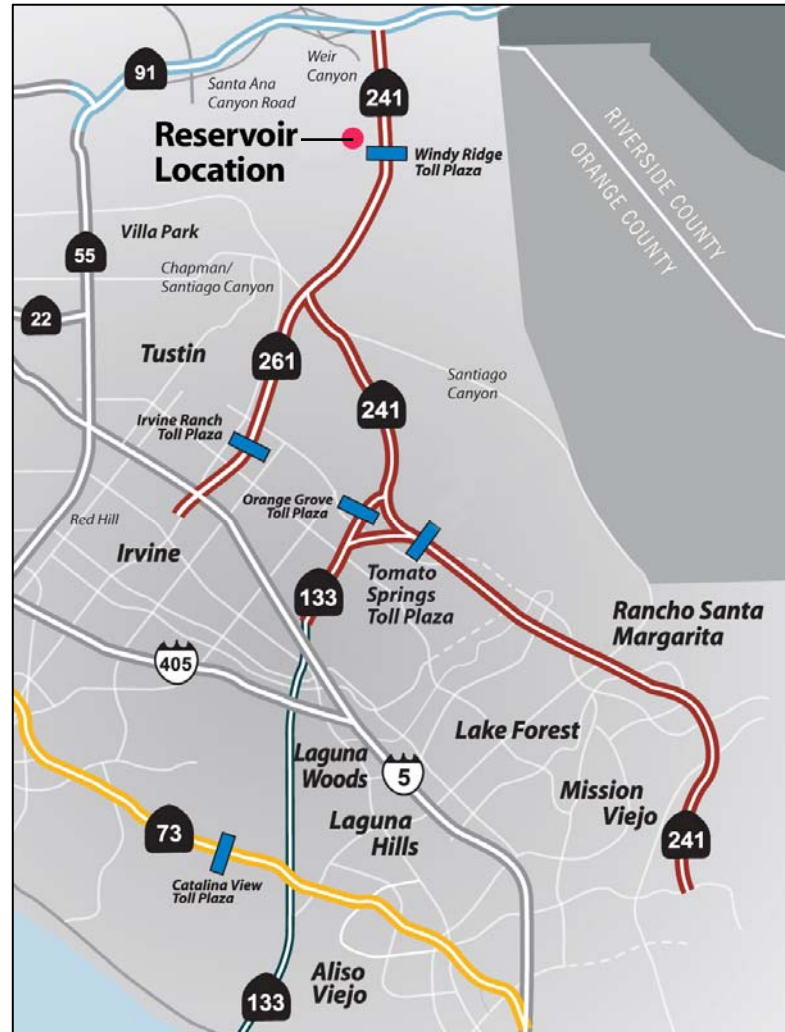 91
Santa Ana
Canyon Road
Weir
Canyon
241
Reservoir
Location
Windy Ridge
Toll Plaza
RIVERSIDE COUNTY
ORANGE COUNTY
Villa Park
55
Chapman/
Santiago Canyon
22
Tustin
261
Santiago
Canyon
241
Irvine Ranch
Toll Plaza
Orange Grove
Toll Plaza
Red Hill
Irvine
133
Tomato
Springs
Toll Plaza
Rancho Santa
Margarita
405
Lake Forest
Laguna
Woods
5
Mission
Viejo
73
Laguna
Hills
241
Catalina View
Toll Plaza
Aliso
Viejo
133